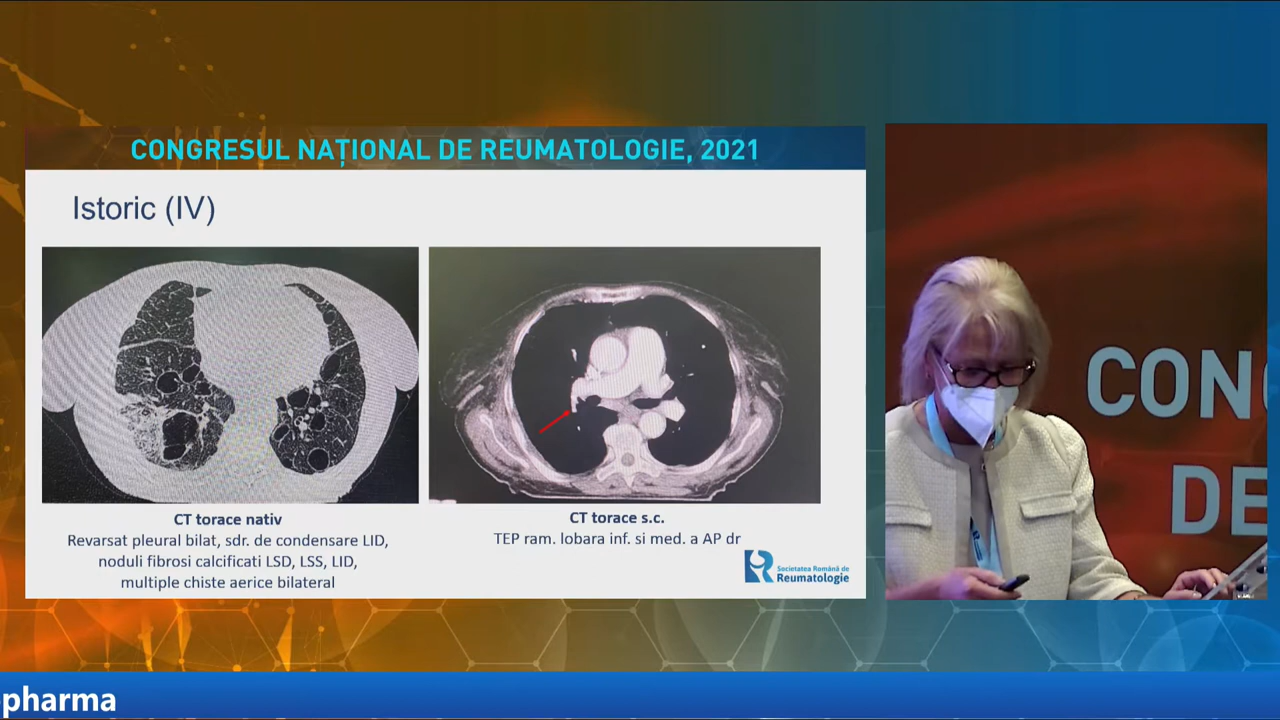 CONGRESUL NAȚIONAL DE REUMATOLOGIE, 2021
Istoric (IV)
CT torace nativ
Revarsat pleural bilat, sdr. de condensare LID,
noduli fibrosi calcificati LSD, LSS, LID,
multiple chiste aerice bilateral
CT torace s.c.
TEP ram. lobara inf. si med. a AP dr
Societatea Română de
Reumatologie
CON
DE
pharma